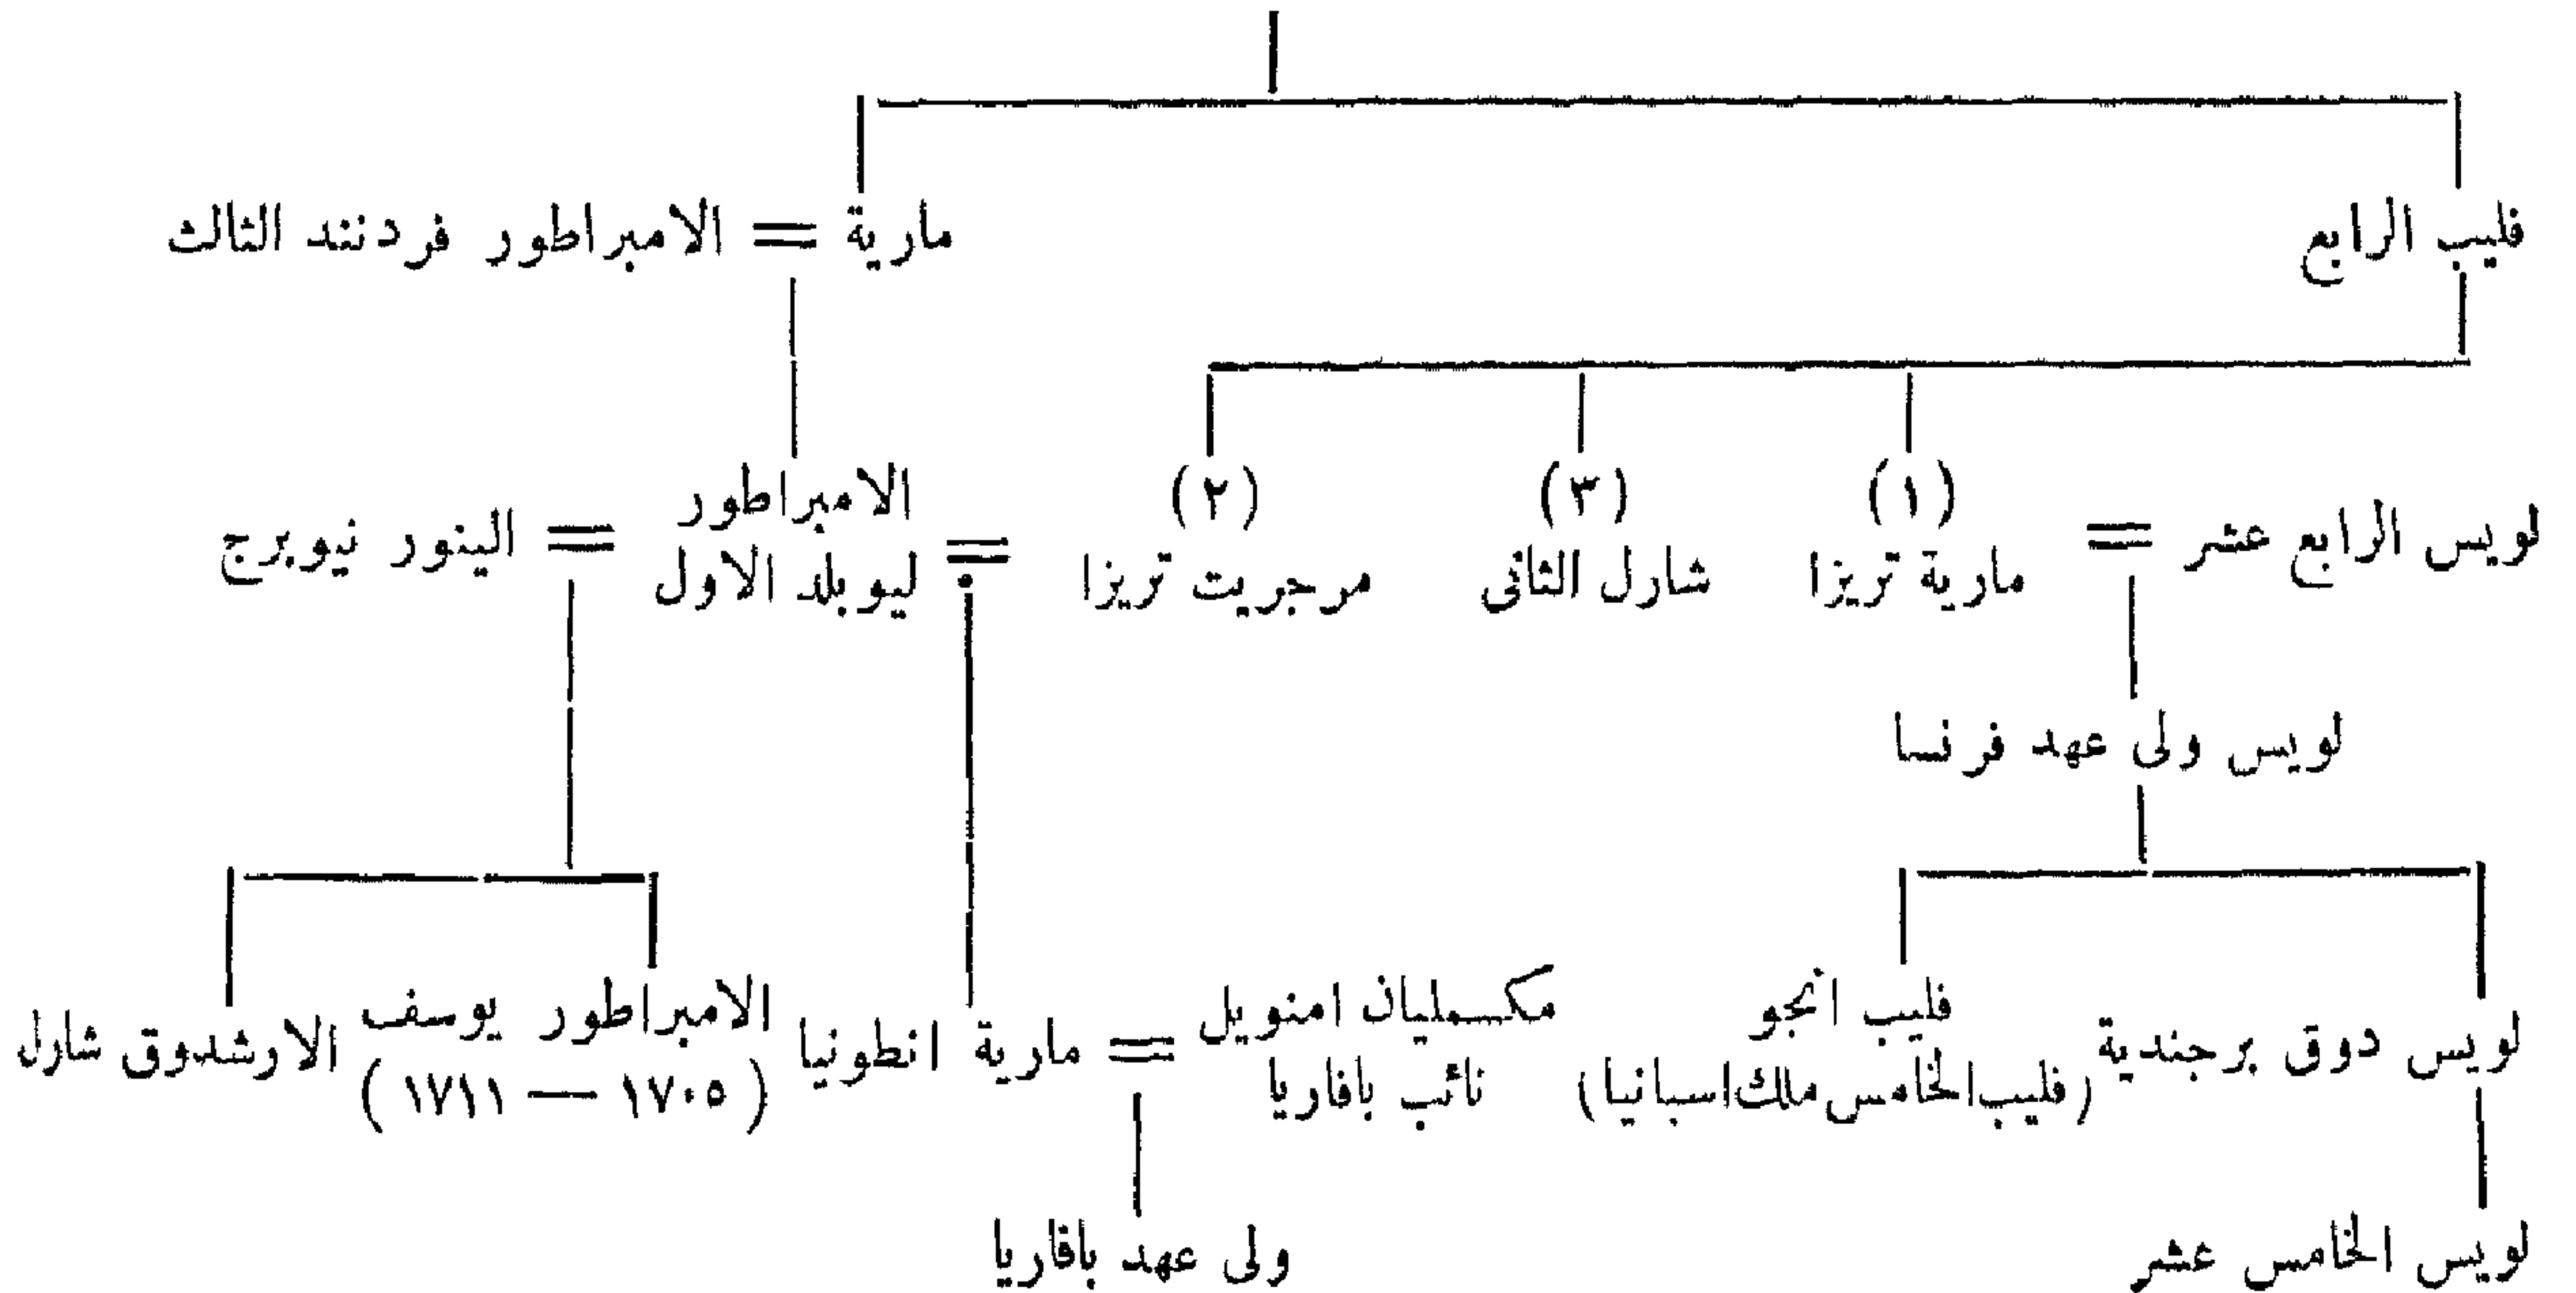 فليب الرابع
مارية = الامبراطور فردنند الثالث
لويس الرابع عشر = (١) مارية تريزا
(٣) شارل الثانى
(٢) مرجريت تريزا = الامبراطور ليوبلد الاول = الينور نيوبرج
لويس ولى عهد فرنسا
لويس دوق برجندية
فليب انجو
(فليب الخامس ملك اسبانيا)
مكسمليان امنويل
نائب بافاريا
= مارية انطونيا
الامبراطور يوسف
(١٧٠٥ — ١٧١١)
الارشدوق شارل
لويس الخامس عشر
ولى عهد بافاريا